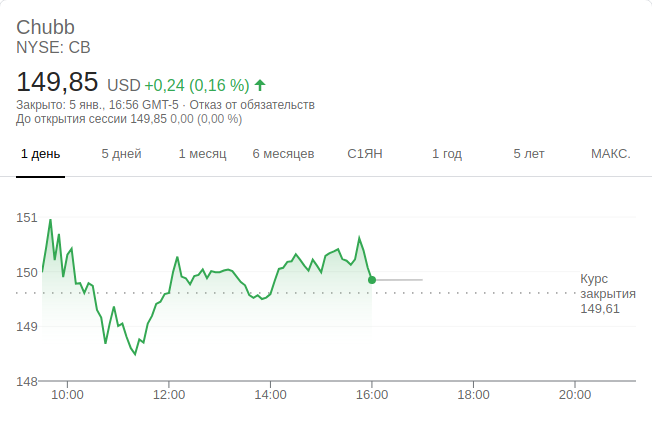 Chubb
NYSE: CB
149,85 USD +0,24 (0,16 %)
Закрыто: 5 янв., 16:56 GMT-5 · Отказ от обязательств
До открытия сессии 149,85 0,00 (0,00 %)
1 день 5 дней 1 месяц 6 месяцев С1ЯН 1 год 5 лет МАКС.
151
150
149
148
Курс
закрытия
149,61
10:00 12:00 14:00 16:00 18:00 20:00